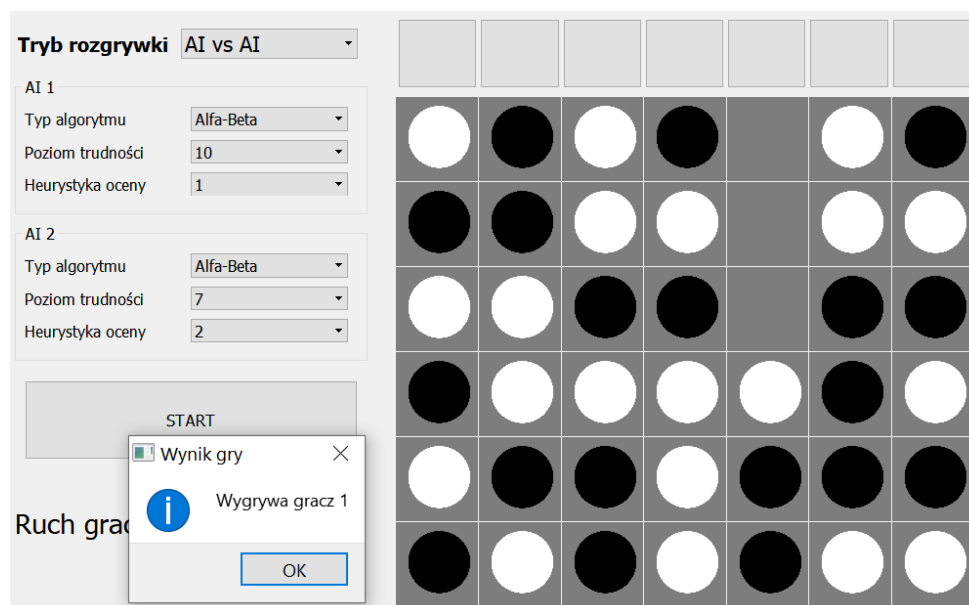 Tryb rozgrywki AI vs AI
AI 1
Typ algorytmu Alfa-Beta
Poziom trudności 10
Heurystyka oceny 1
AI 2
Typ algorytmu Alfa-Beta
Poziom trudności 7
Heurystyka oceny 2
START
Wynik gry
Wygrywa gracz 1
Ruch
OK